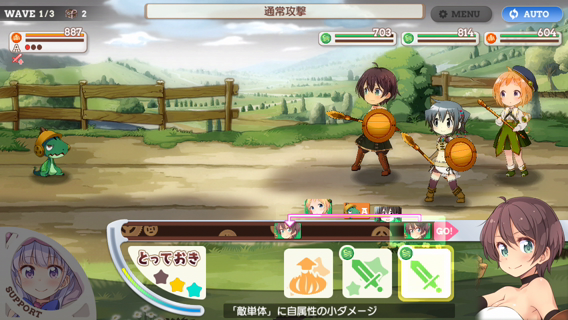 WAVE 1/3 2
通常攻撃
MENU
AUTO
887
A
703
814
604
GO!
とっておき
SUPPORT
「敵単体」に自属性の小ダメージ